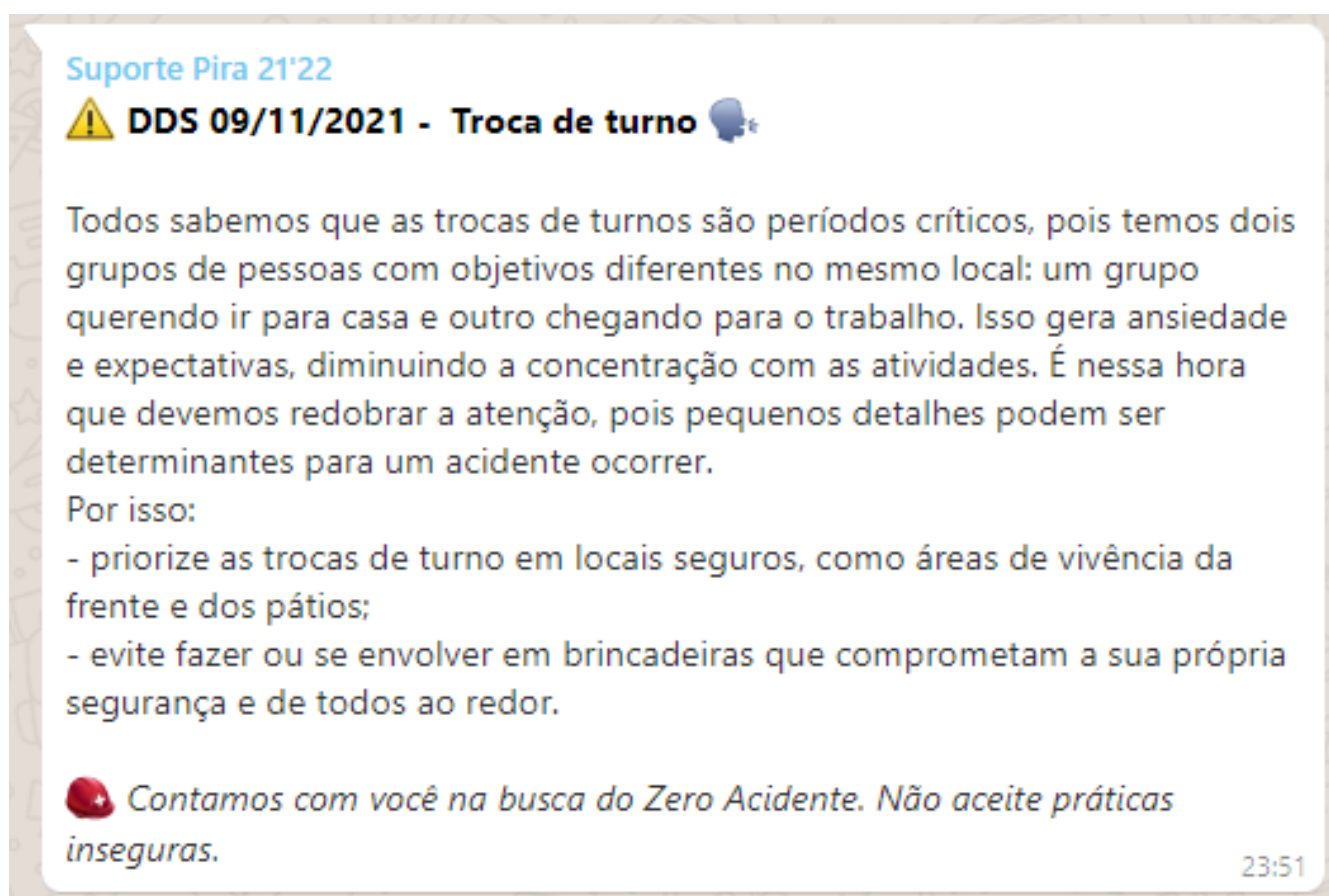 Suporte Pira 21'22
⚠️ DDS 09/11/2021 -  Troca de turno 🗣️
Todos sabemos que as trocas de turnos são períodos críticos, pois temos dois
grupos de pessoas com objetivos diferentes no mesmo local: um grupo
querendo ir para casa e outro chegando para o trabalho. Isso gera ansiedade
e expectativas, diminuindo a concentração com as atividades. É nessa hora
que devemos redobrar a atenção, pois pequenos detalhes podem ser
determinantes para um acidente ocorrer.
Por isso:
- priorize as trocas de turno em locais seguros, como áreas de vivência da
frente e dos pátios;
- evite fazer ou se envolver em brincadeiras que comprometam a sua própria
segurança e de todos ao redor.
⛑️ Contamos com você na busca do Zero Acidente. Não aceite práticas
inseguras.
23:51